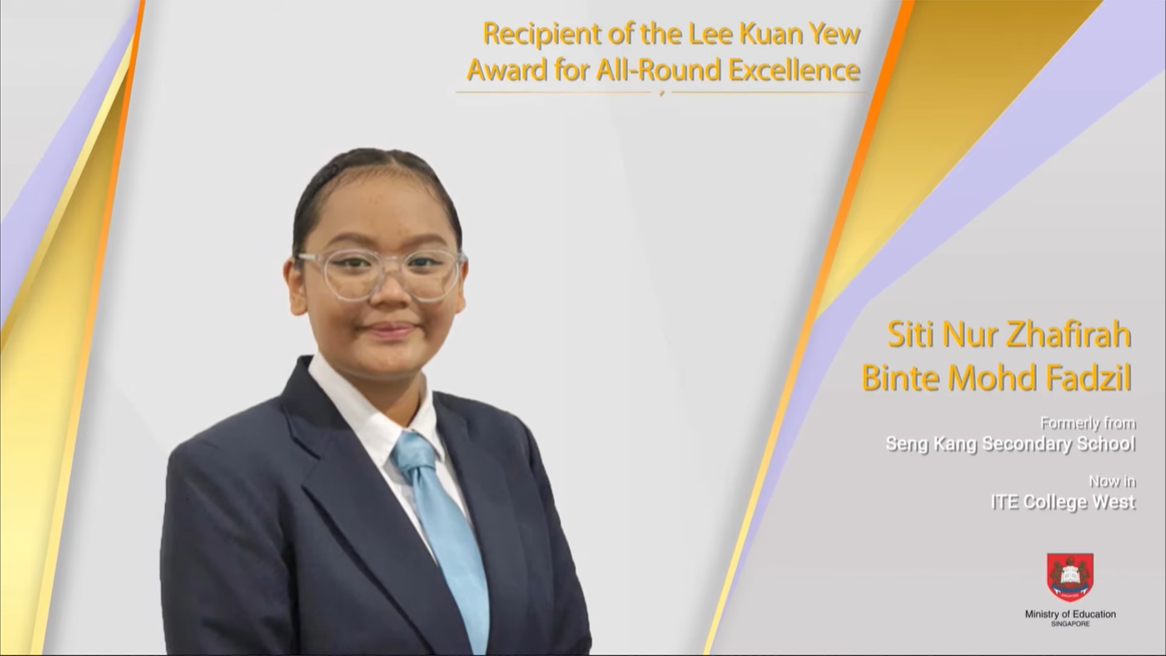 Recipient of the Lee Kuan Yew
Award for All-Round Excellence
Siti Nur Zhafirah
Binte Mohd Fadzil
Formerly from
Seng Kang Secondary School
Now in
ITE College West
Ministry of Education
SINGAPORE